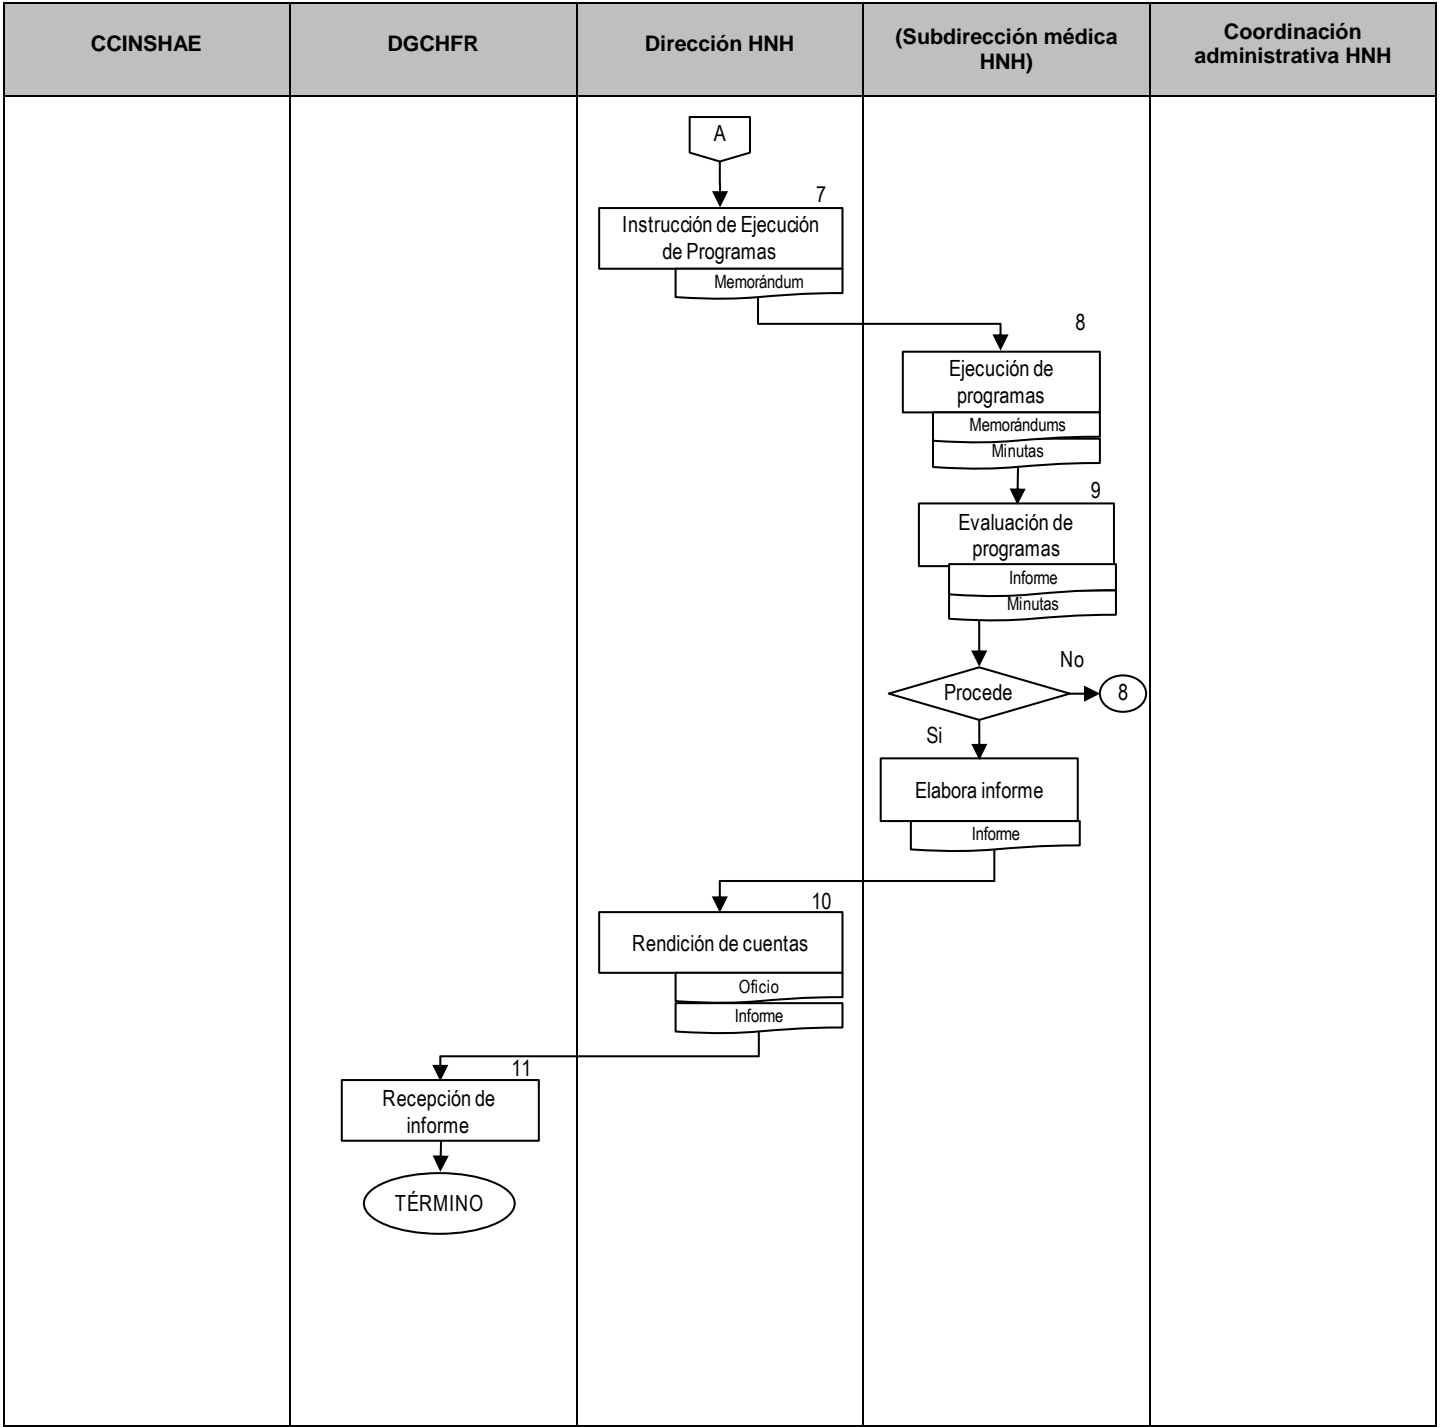 CCINSHAE
DGCHFR
Dirección HNH
(Subdirección médica
HNH)
Coordinación
administrativa HNH
A
7
Instrucción de Ejecución
de Programas
Memorándum
8
Ejecución de
programas
Memorándums
Minutas
9
Evaluación de
programas
Informe
Minutas
No
Procede
8
Si
Elabora informe
Informe
10
Rendición de cuentas
Oficio
Informe
11
Recepción de
informe
TÉRMINO